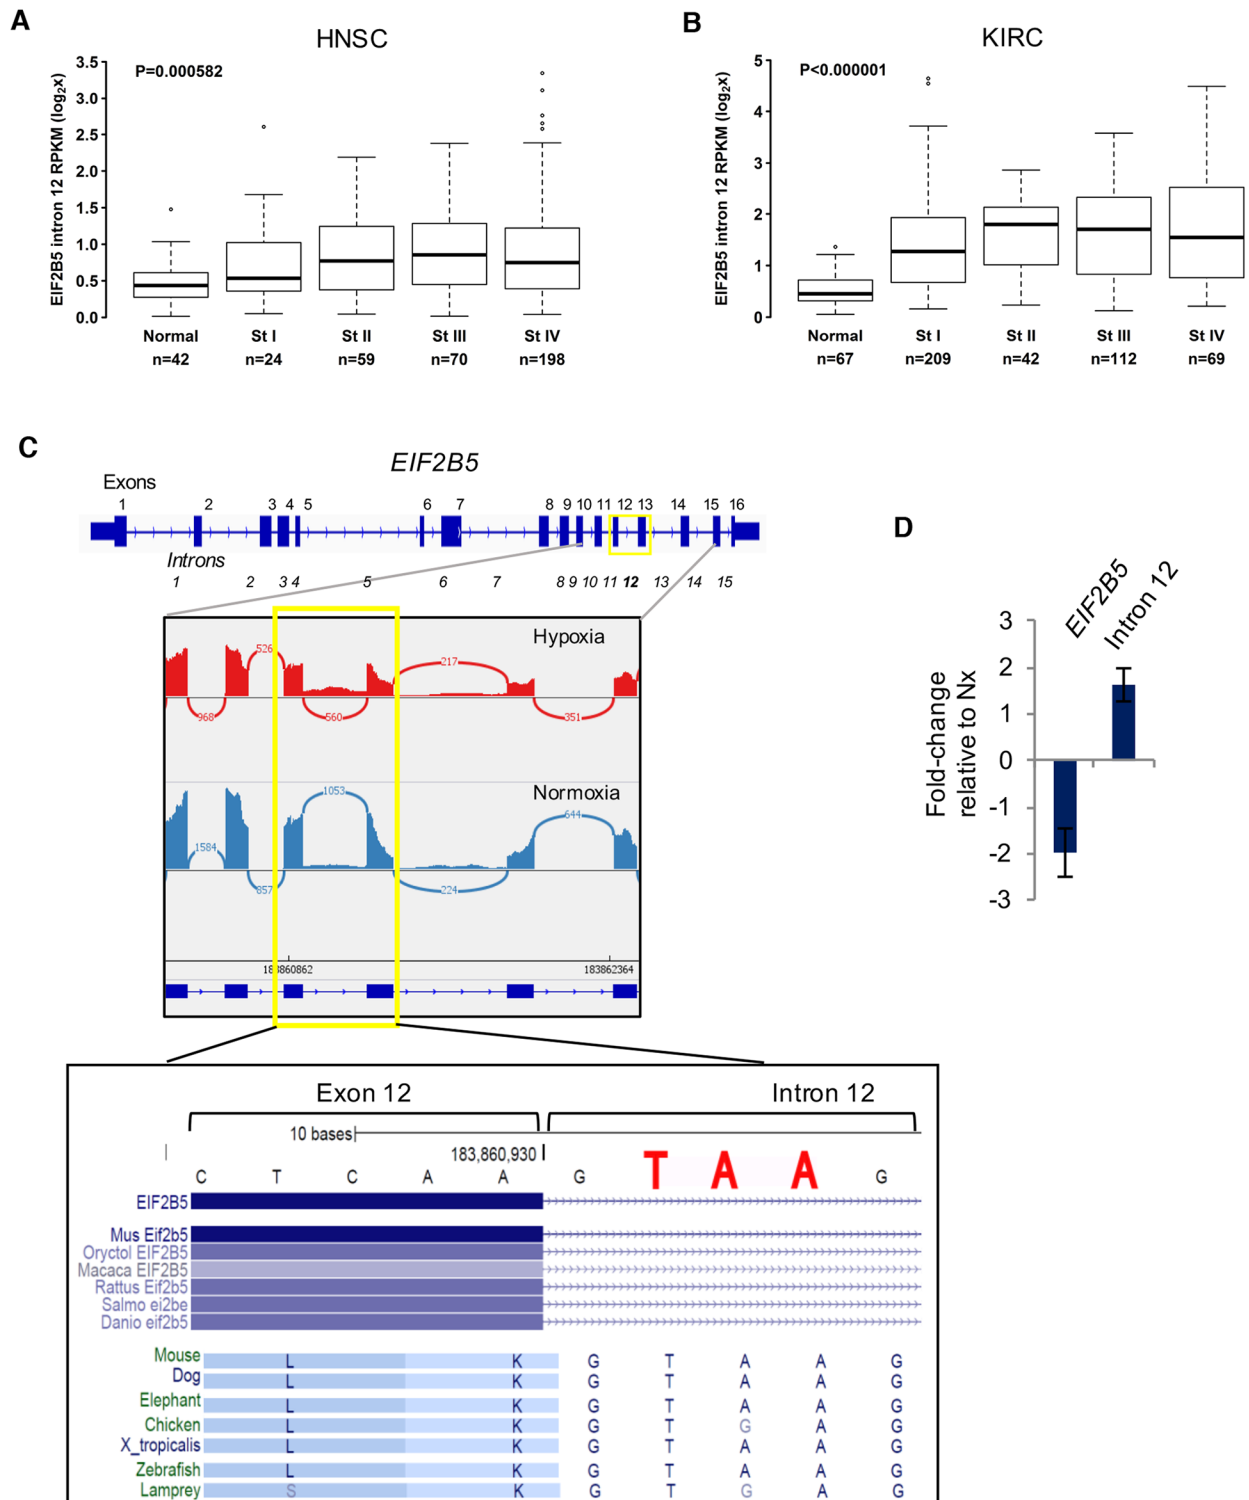 A
HNSC
EIF2B5 intron 12 RPKM (log2x)
P=0.000582
3.5
3.0
2.5
2.0
1.5
1.0
0.5
0.0
Normal St I St II St III St IV
n=42 n=24 n=59 n=70 n=198
B
KIRC
EIF2B5 intron 12 RPKM (log2x)
P<0.000001
5
4
3
2
1
0
Normal St I St II St III St IV
n=67 n=209 n=42 n=112 n=69
C
EIF2B5
Exons
1 2 3 4 5 6 7 8 9 10 11 12 13 14 15 16
Introns
1 2 3 4 5 6 7 8 9 10 11 12 13 14 15
Hypoxia
526 217
968 560 351
Normoxia
1053 644
1584
857 224
183860862 183862364
Exon 12 Intron 12
10 bases
183,860,930
C T C A A G T A A G
EIF2B5
Mus Eif2b5
Oryctol EIF2B5
Macaca EIF2B5
Rattus Eif2b5
Salmo ei2be
Danio eif2b5
Mouse L K G T A A G
Dog L K G T A A G
Elephant L K G T A A G
Chicken L K G T G A G
X_tropicalis L K G T A A G
Zebrafish L K G T A A G
Lamprey S K G T G A G
D
EIF2B5
Intron 12
Fold-change
relative to Nx
3
2
1
0
-1
-2
-3